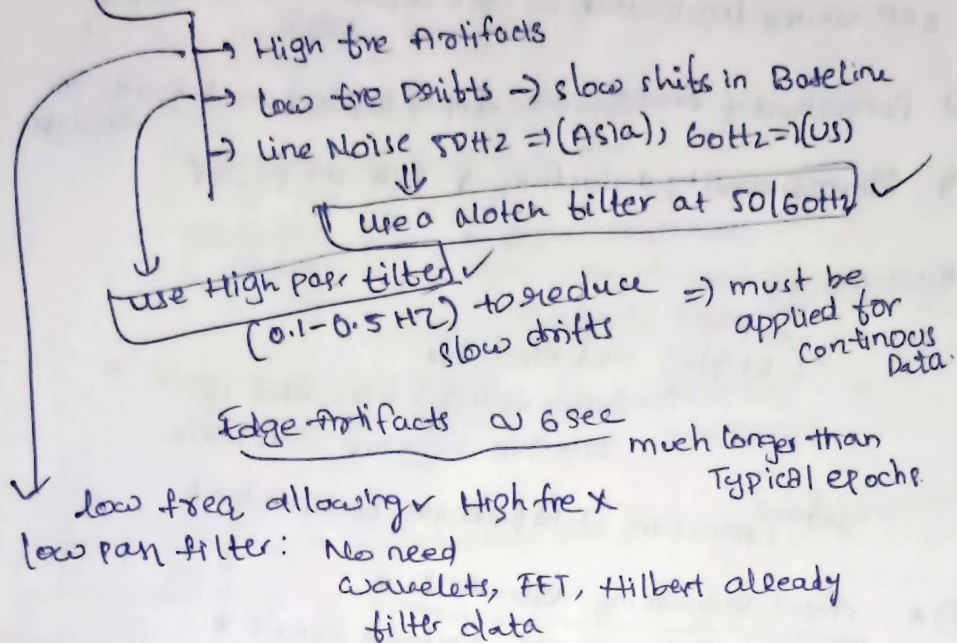 → High fre Artifacts
→ low fre Drifts → slow shifts in Baseline
→ Line Noise 50Hz ⇒ (Asia), 60Hz ⇒ (US)
⇓
use a Notch filter at 50/60Hz ✓
use High pass filter ✓
(0.1-0.5 HZ) to reduce slow drifts ⇒ must be applied for continous Data.
Edge-Artifacts ~ 6 sec
much longer than Typical epochs.
low freq allowing ✓ High fre X
low pass filter: No need
wavelets, FFT, Hilbert already
filter data